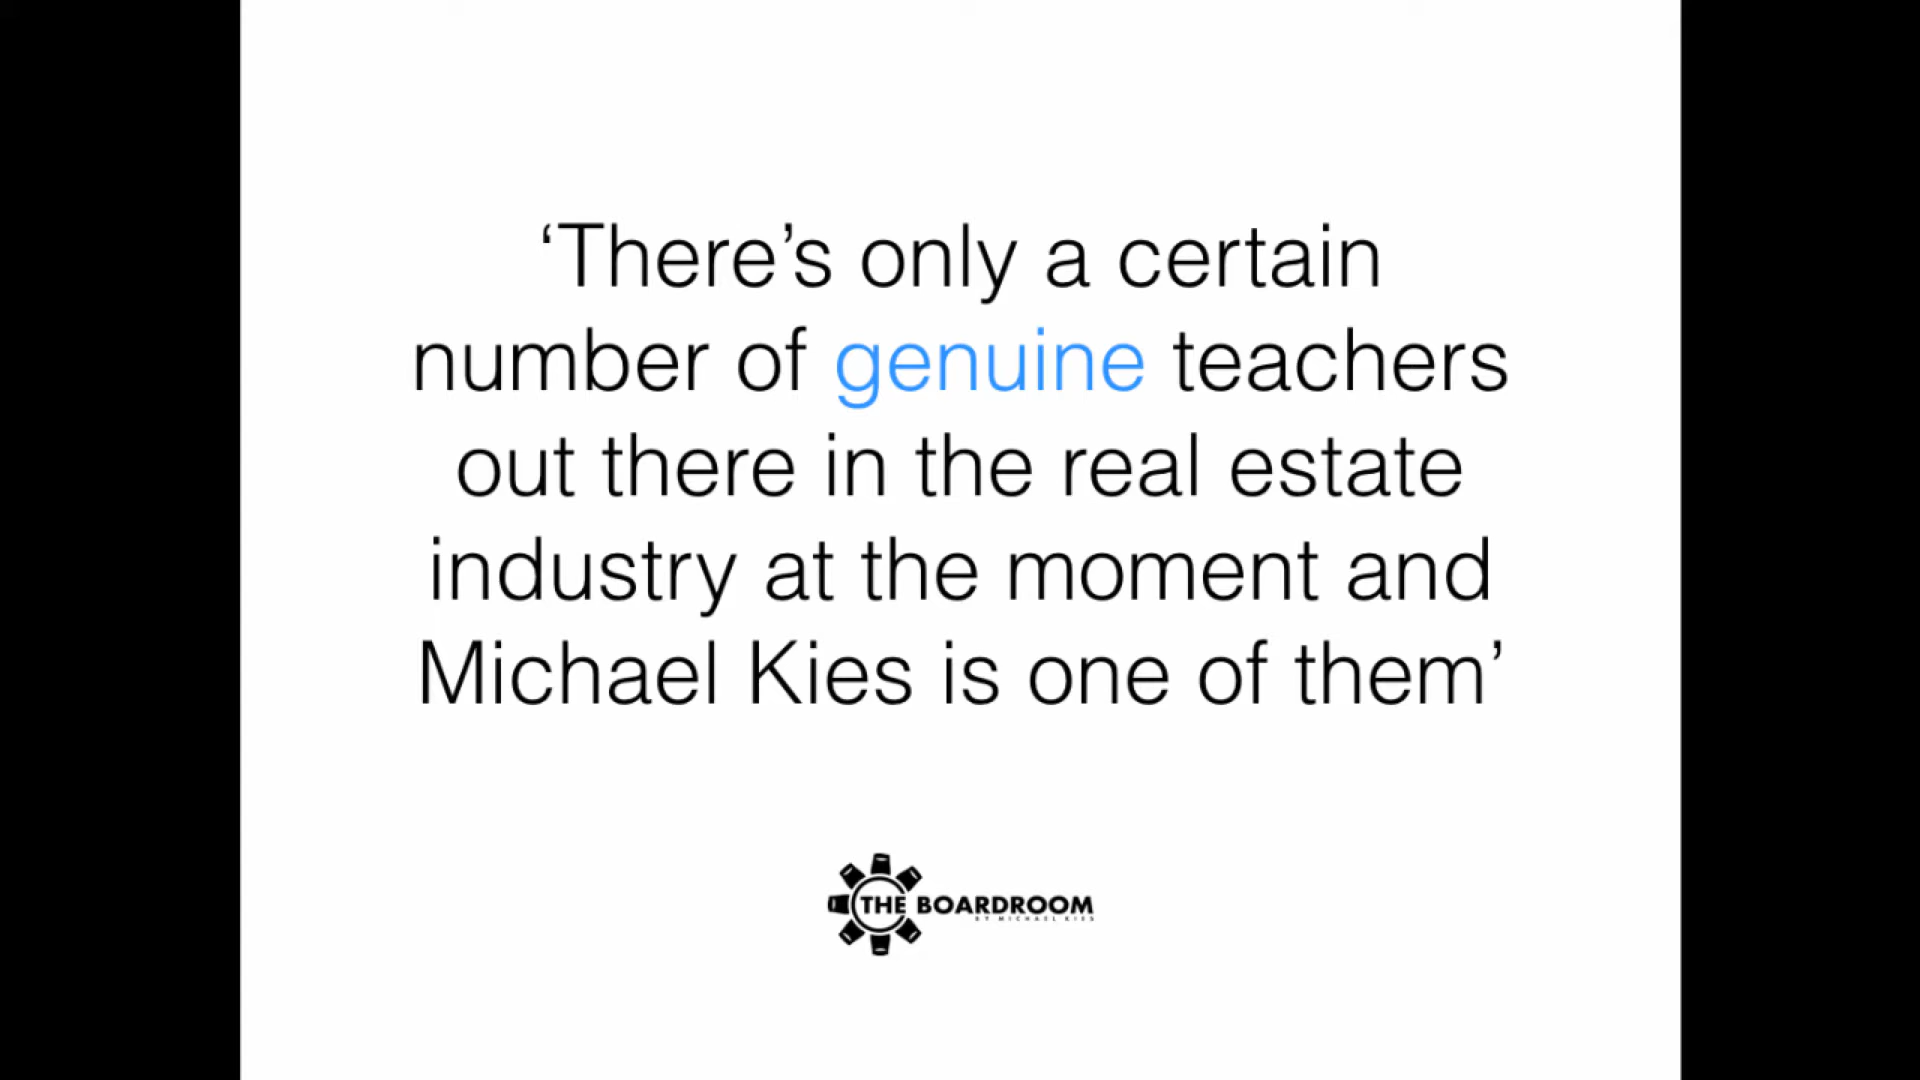 ‘There’s only a certain
number of genuine teachers
out there in the real estate
industry at the moment and
Michael Kies is one of them’
THE BOARDROOM
BY MICHAEL KIES